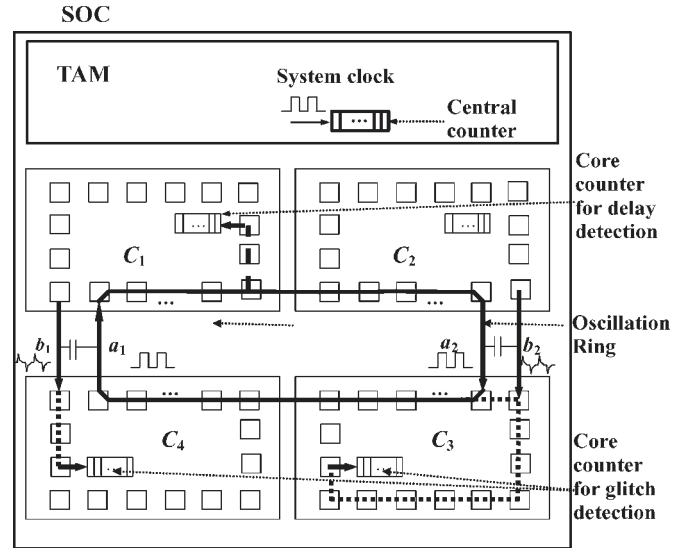 SOC
TAM
System clock
...
Central
counter
Core
counter
for delay
detection
...
...
C1
C2
...
...
b1
a1
a2
b2
Oscillation
Ring
...
...
C4
C3
...
...
Core
counter
for glitch
detection